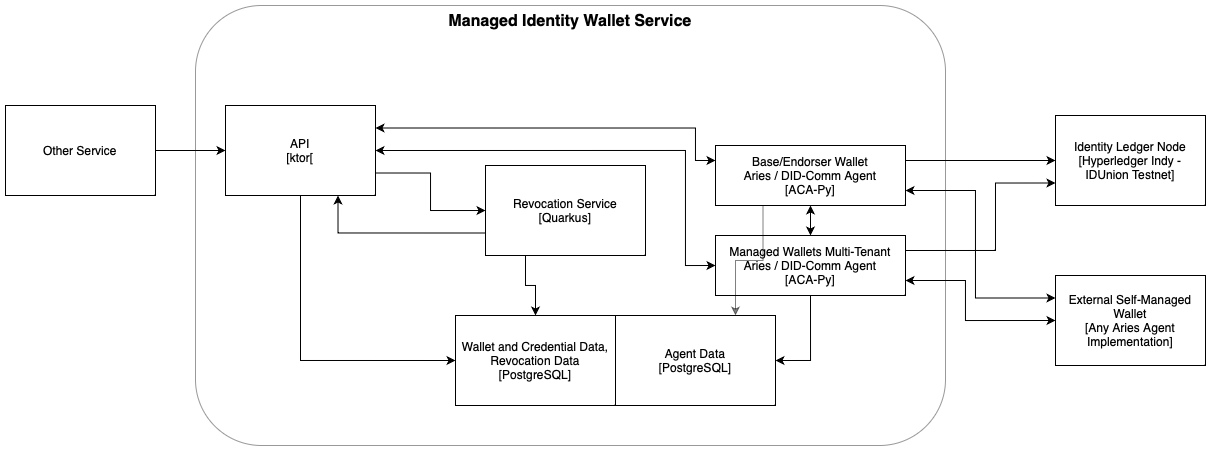 Managed Identity Wallet Service
Other Service
API
[ktor[
Revocation Service
[Quarkus]
Base/Endorser Wallet
Aries / DID-Comm Agent
[ACA-Py]
Managed Wallets Multi-Tenant
Aries / DID-Comm Agent
[ACA-Py]
Identity Ledger Node
[Hyperledger Indy -
IDUnion Testnet]
External Self-Managed
Wallet
[Any Aries Agent
Implementation]
Wallet and Credential Data,
Revocation Data
[PostgreSQL]
Agent Data
[PostgreSQL]